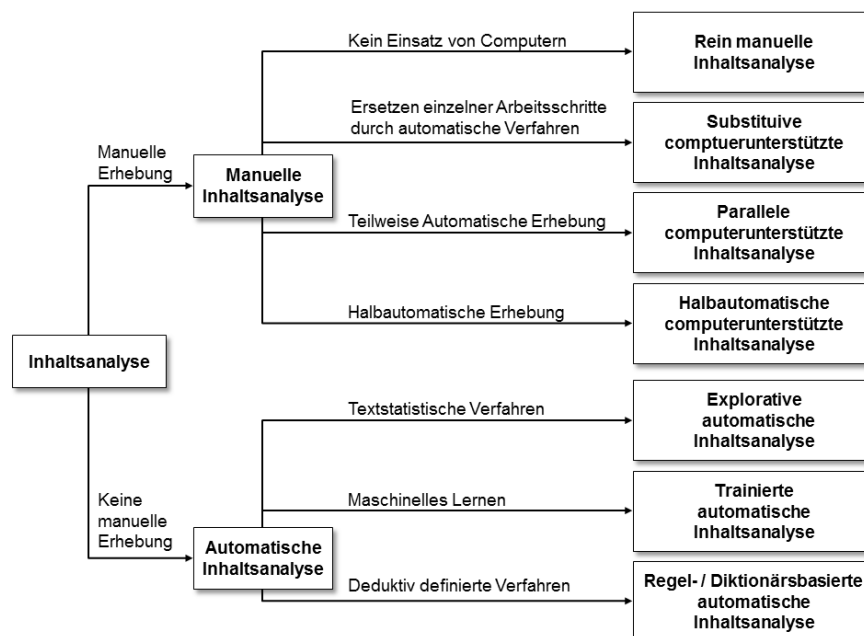 Kein Einsatz von Computern
Rein manuelle
Inhaltsanalyse
Ersetzen einzelner Arbeitsschritte
durch automatische Verfahren
Substituive
comptuerunterstützte
Inhaltsanalyse
Manuelle
Erhebung
Manuelle
Inhaltsanalyse
Teilweise Automatische Erhebung
Parallele
computerunterstützte
Inhaltsanalyse
Halbautomatische Erhebung
Halbautomatische
computerunterstützte
Inhaltsanalyse
Inhaltsanalyse
Textstatistische Verfahren
Explorative
automatische
Inhaltsanalyse
Keine
manuelle
Erhebung
Automatische
Inhaltsanalyse
Maschinelles Lernen
Trainierte
automatische
Inhaltsanalyse
Deduktiv definierte Verfahren
Regel- / Diktionärsbasierte
automatische
Inhaltsanalyse